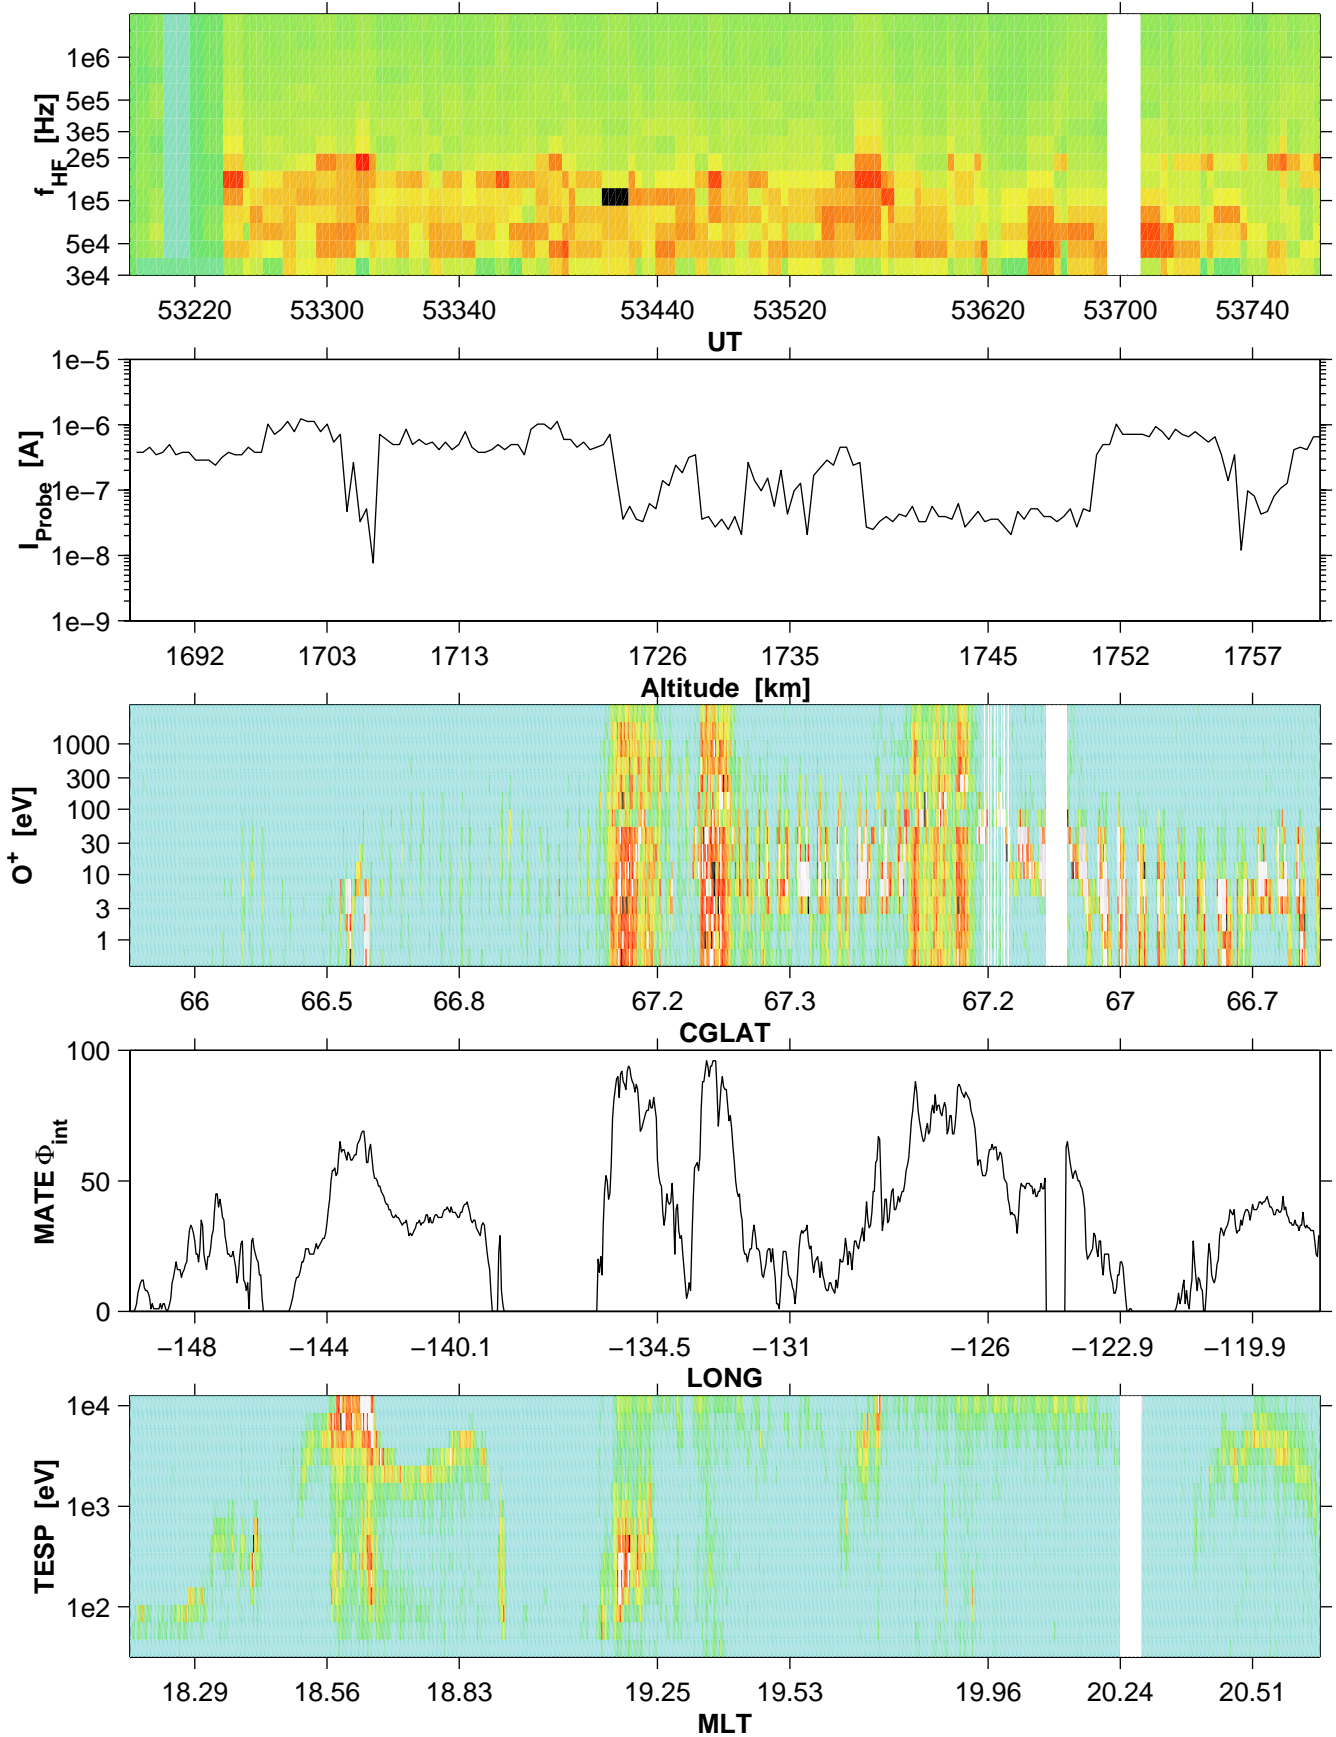 1e6
5e5
3e5
2e5
1e5
5e4
3e4
f_HF [Hz]
53220 53300 53340 53440 53520 53620 53700 53740
UT
1e−5
1e−6
1e−7
1e−8
1e−9
I_Probe [A]
1692 1703 1713 1726 1735 1745 1752 1757
Altitude [km]
1000
300
100
30
10
3
1
O⁺ [eV]
66 66.5 66.8 67.2 67.3 67.2 67 66.7
CGLAT
100
50
0
MATE Φ_int
−148 −144 −140.1 −134.5 −131 −126 −122.9 −119.9
LONG
1e4
1e3
1e2
TESP [eV]
18.29 18.56 18.83 19.25 19.53 19.96 20.24 20.51
MLT